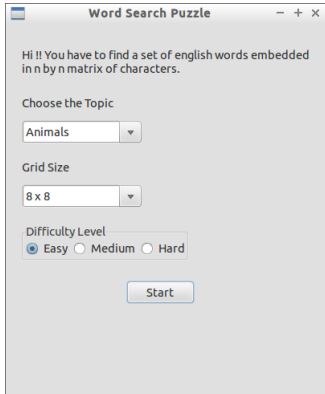 Word Search Puzzle
Hi !! You have to find a set of english words embedded
in n by n matrix of characters.
Choose the Topic
Animals
Grid Size
8 x 8
Difficulty Level
Easy Medium Hard
Start